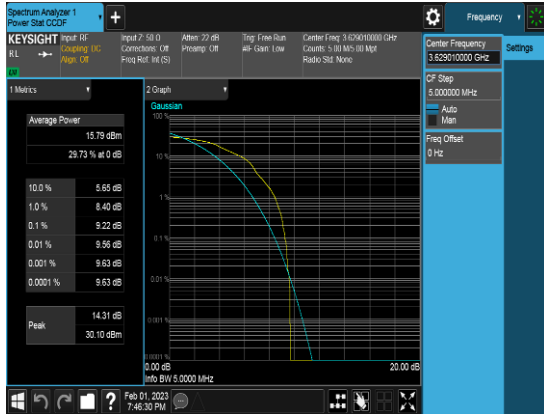 Spectrum Analyzer 1
Power Stat CCDF
Frequency
KEYSIGHT
RL
Input: RF
Coupling: DC
Align: Off
Input Z: 50 Ω
Corrections: Off
Freq Ref: Int (S)
Atten: 22 dB
Preamp: Off
Trig: Free Run
#IF Gain: Low
Center Freq: 3.629010000 GHz
Counts: 5.00 M/5.00 Mpt
Radio Std: None
Center Frequency
3.629010000 GHz
Settings
CF Step
5.000000 MHz
Auto
Man
Freq Offset
0 Hz
1 Metrics
2 Graph
Gaussian
Average Power
15.79 dBm
29.73 % at 0 dB
10.0 % 5.65 dB
1.0 % 8.40 dB
0.1 % 9.22 dB
0.01 % 9.56 dB
0.001 % 9.63 dB
0.0001 % 9.63 dB
Peak
14.31 dB
30.10 dBm
100 %
10 %
1 %
0.1 %
0.01 %
0.001 %
0.0001 %
0.00 dB
20.00 dB
Info BW 5.0000 MHz
Feb 01, 2023
7:46:30 PM